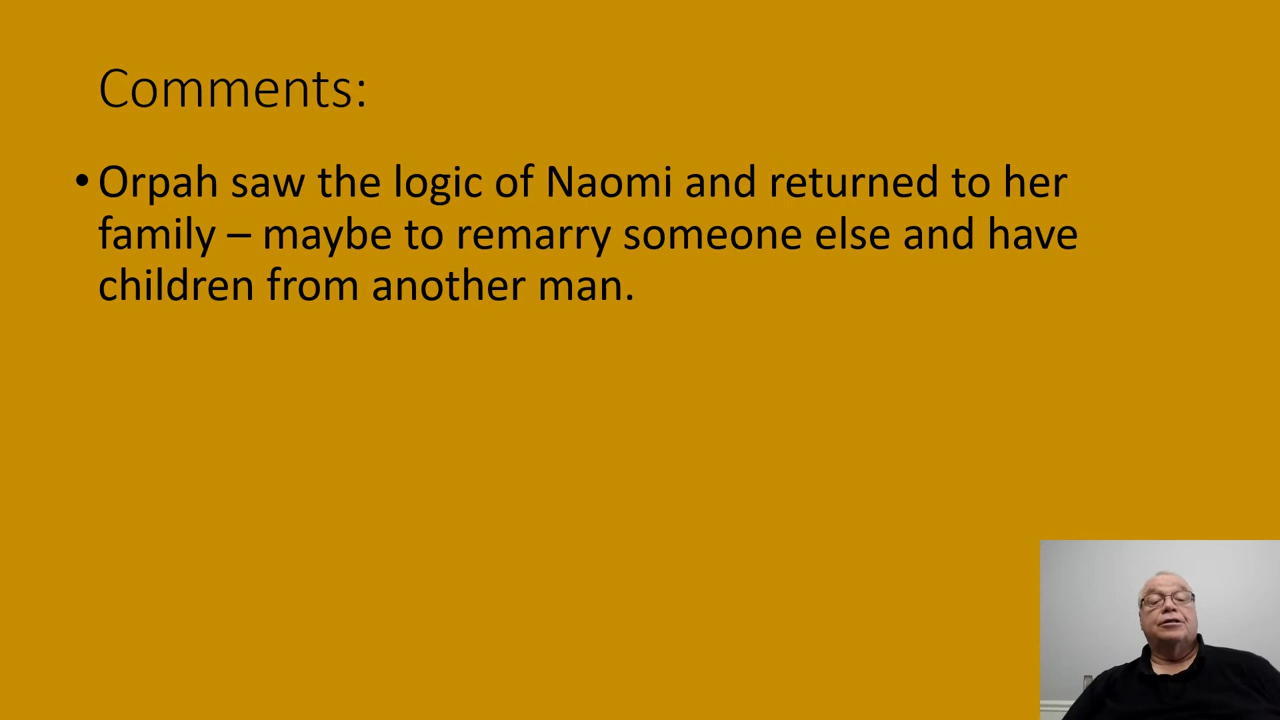 Comments:
• Orpah saw the logic of Naomi and returned to her
family – maybe to remarry someone else and have
children from another man.